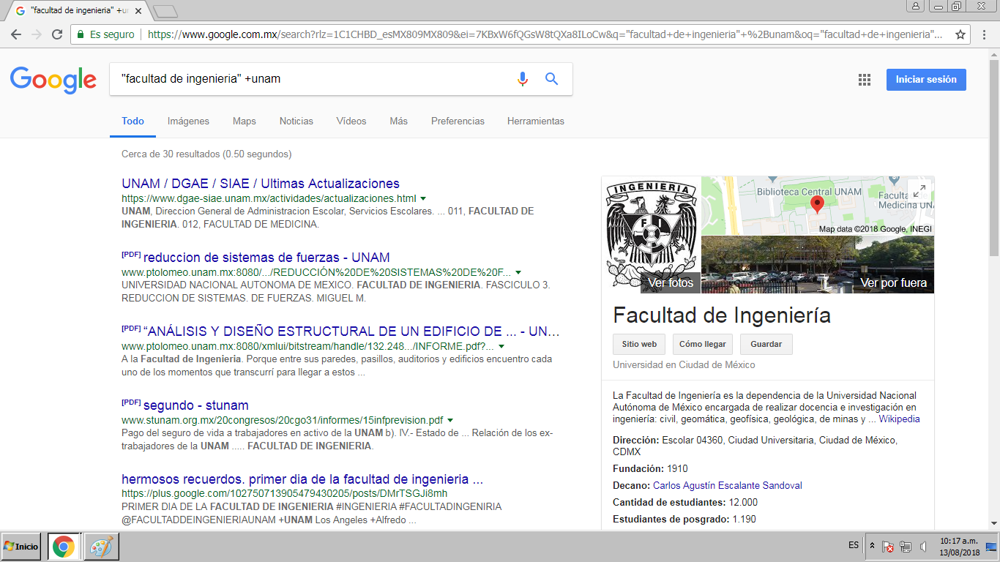 "facultad de ingenieria" +un
Es seguro
https://www.google.com.mx/search?rlz=1C1CHBD_esMX809MX809&ei=7KBxW6fQGsW8tQXa8ILoCw&q="facultad+de+ingenieria"+%2Bunam&oq="facultad+de+ingenieria"...
Google
"facultad de ingenieria" +unam
Iniciar sesión
Todo Imágenes Maps Noticias Vídeos Más Preferencias Herramientas
Cerca de 30 resultados (0.50 segundos)
UNAM / DGAE / SIAE / Ultimas Actualizaciones
https://www.dgae-siae.unam.mx/actividades/actualizaciones.html
UNAM, Direccion General de Administracion Escolar, Servicios Escolares. ... 011, FACULTAD DE
INGENIERIA. 012, FACULTAD DE MEDICINA.
[PDF] reduccion de sistemas de fuerzas - UNAM
www.ptolomeo.unam.mx:8080/.../REDUCCIÓN%20DE%20SISTEMAS%20DE%20F...
UNIVERSIDAD NACIONAL AUTONOMA DE MEXICO. FACULTAD DE INGENIERIA. FASCICULO 3.
REDUCCION DE SISTEMAS. DE FUERZAS. MIGUEL M.
[PDF] “ANÁLISIS Y DISEÑO ESTRUCTURAL DE UN EDIFICIO DE ... - UN...
www.ptolomeo.unam.mx:8080/xmlui/bitstream/handle/132.248.../INFORME.pdf?...
A la Facultad de Ingenieria. Porque entre sus paredes, pasillos, auditorios y edificios encuentro cada
uno de los momentos que transcurrí para llegar a estos ...
[PDF] segundo - stunam
www.stunam.org.mx/20congresos/20cgo31/informes/15infprevision.pdf
Pago del seguro de vida a trabajadores en activo de la UNAM b). IV.- Estado de ... Relación de los ex-
trabajadores de la UNAM ..... FACULTAD DE INGENIERIA.
hermosos recuerdos. primer dia de la facultad de ingenieria ...
https://plus.google.com/102750713905479430205/posts/DMrTSGJi8mh
PRIMER DIA DE LA FACULTAD DE INGENIERIA #INGENIERIA #FACULTADINGENIRIA
@FACULTADDEINGENIERIAUNAM +UNAM Los Angeles +Alfredo ...
INGENIERIA
F I
Ver fotos
Biblioteca Central UNAM
Faculta
Medicina UNA
Map data ©2018 Google, INEGI
Ver por fuera
Facultad de Ingeniería
Sitio web Cómo llegar Guardar
Universidad en Ciudad de México
La Facultad de Ingeniería es la dependencia de la Universidad Nacional
Autónoma de México encargada de realizar docencia e investigación en
ingeniería: civil, geomática, geofísica, geológica, de minas y ... Wikipedia
Dirección: Escolar 04360, Ciudad Universitaria, Ciudad de México,
CDMX
Fundación: 1910
Decano: Carlos Agustín Escalante Sandoval
Cantidad de estudiantes: 12.000
Estudiantes de posgrado: 1.190
Inicio
ES
10:17 a.m.
13/08/2018